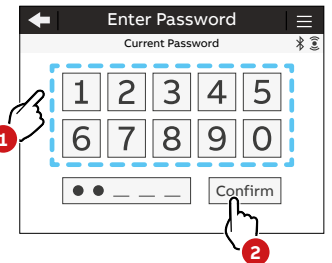 Enter Password
Current Password
1 2 3 4 5
1
6 7 8 9 0
●● _ _ _ Confirm
2